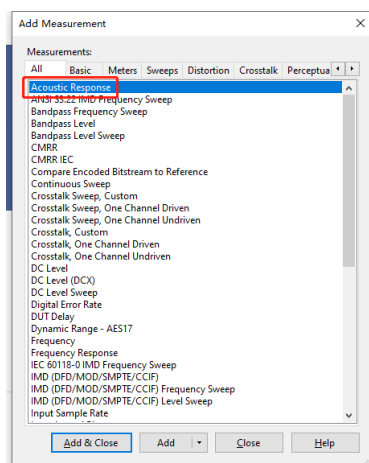 Add Measurement
Measurements:
All Basic Meters Sweeps Distortion Crosstalk Perceptua
Acoustic Response
ANSI S3.22 IMD Frequency Sweep
Bandpass Frequency Sweep
Bandpass Level
Bandpass Level Sweep
CMRR
CMRR IEC
Compare Encoded Bitstream to Reference
Continuous Sweep
Crosstalk Sweep, Custom
Crosstalk Sweep, One Channel Driven
Crosstalk Sweep, One Channel Undriven
Crosstalk, Custom
Crosstalk, One Channel Driven
Crosstalk, One Channel Undriven
DC Level
DC Level (DCX)
DC Level Sweep
Digital Error Rate
DUT Delay
Dynamic Range - AES17
Frequency
Frequency Response
IEC 60118-0 IMD Frequency Sweep
IMD (DFD/MOD/SMPTE/CCIF)
IMD (DFD/MOD/SMPTE/CCIF) Frequency Sweep
IMD (DFD/MOD/SMPTE/CCIF) Level Sweep
Input Sample Rate
Add & Close Add Close Help